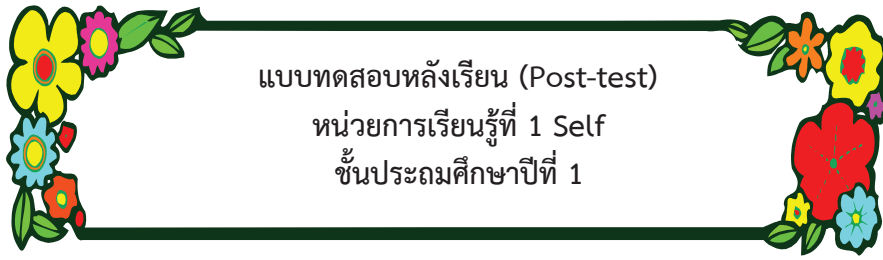 แบบทดสอบหลังเรียน (Post-test)
หน่วยการเรียนรู้ที่ 1 Self
ชั้นประถมศึกษาปีที่ 1